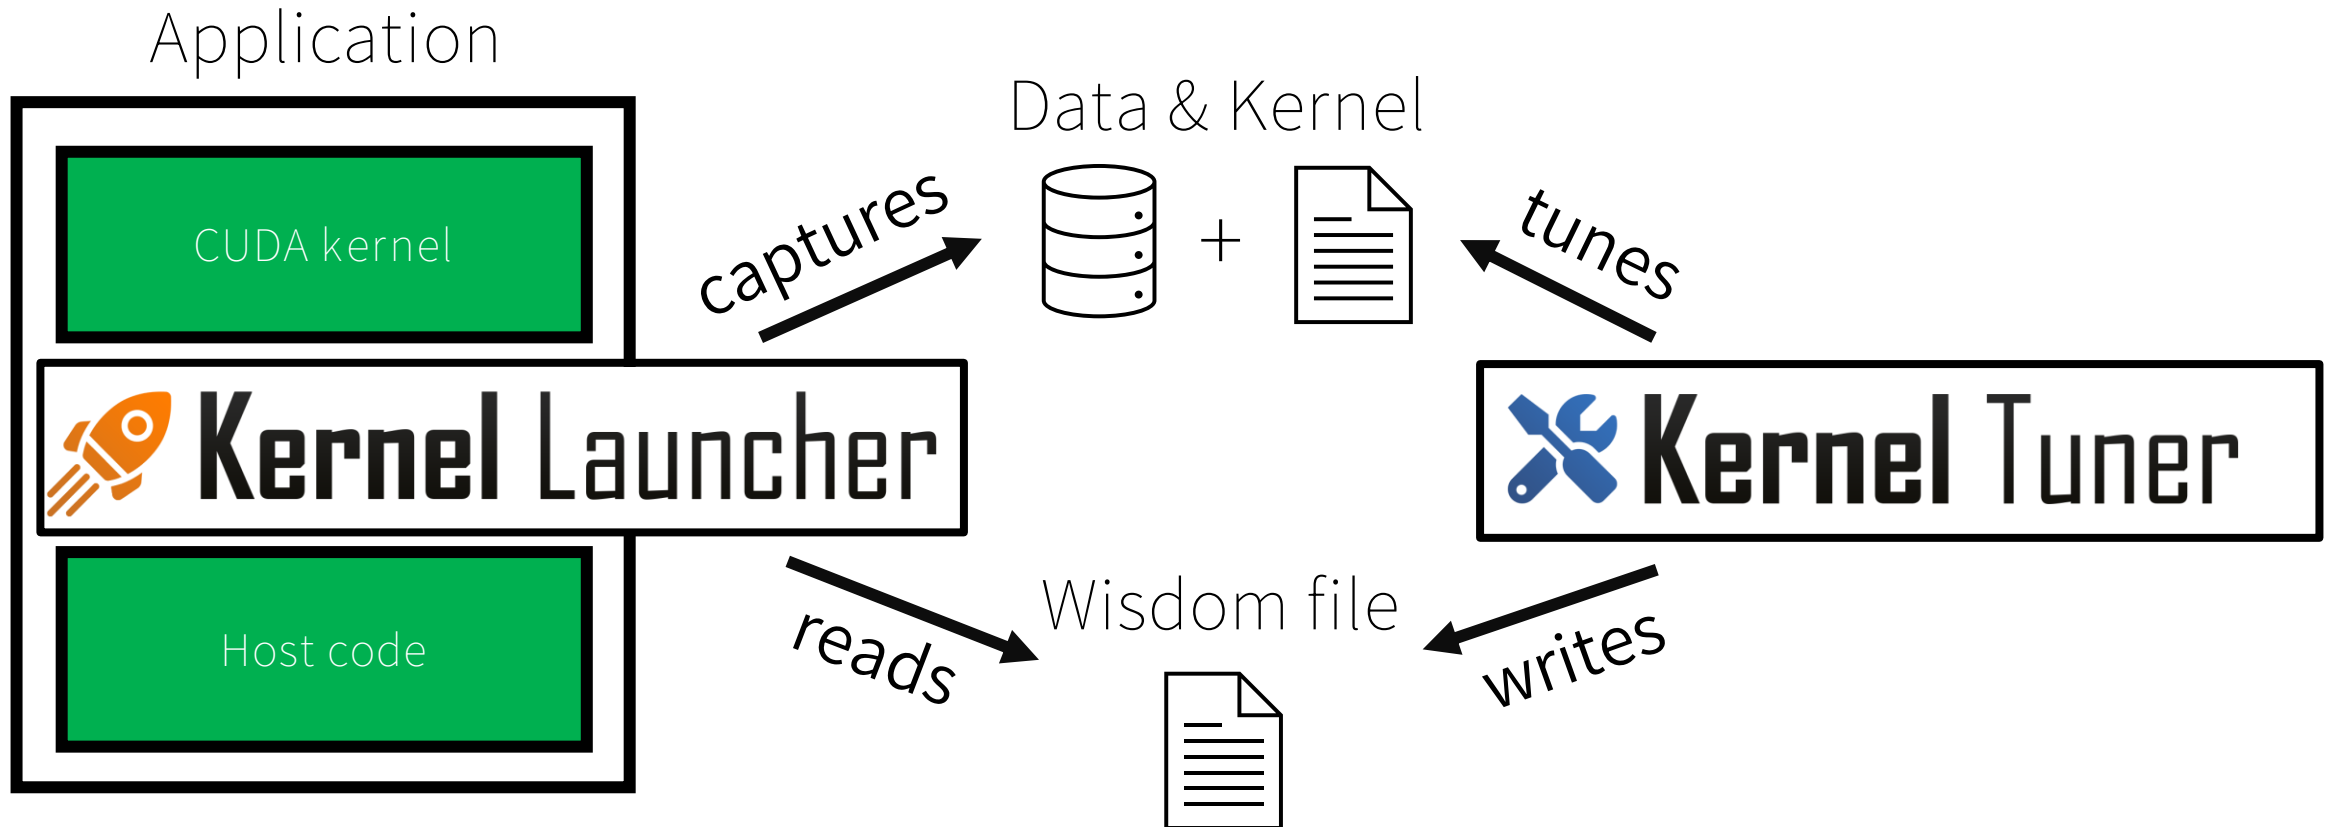 Application
CUDA kernel
Kernel Launcher
Host code
captures
Data & Kernel
+
tunes
Kernel Tuner
reads
Wisdom file
writes